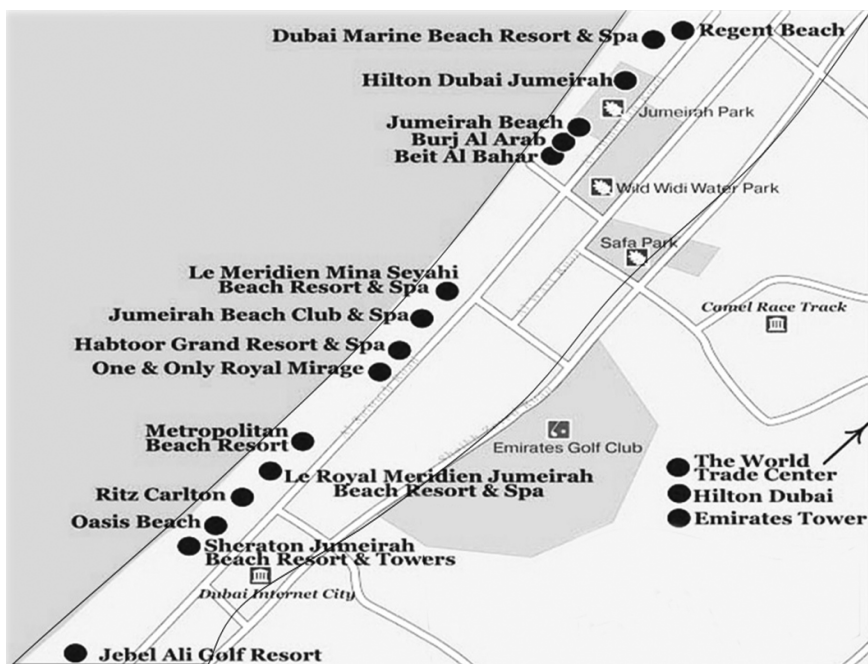 Dubai Marine Beach Resort & Spa
Regent Beach
Hilton Dubai Jumeirah
Jumeirah Park
Jumeirah Beach
Burj Al Arab
Beit Al Bahar
Wild Widi Water Park
Safa Park
Le Meridien Mina Seyahi
Beach Resort & Spa
Camel Race Track
Jumeirah Beach Club & Spa
Habtoor Grand Resort & Spa
One & Only Royal Mirage
Metropolitan
Beach Resort
Emirates Golf Club
The World
Trade Center
Le Royal Meridien Jumeirah
Beach Resort & Spa
Ritz Carlton
Hilton Dubai
Oasis Beach
Emirates Tower
Sheraton Jumeirah
Beach Resort & Towers
Dubai Internet City
Jebel Ali Golf Resort